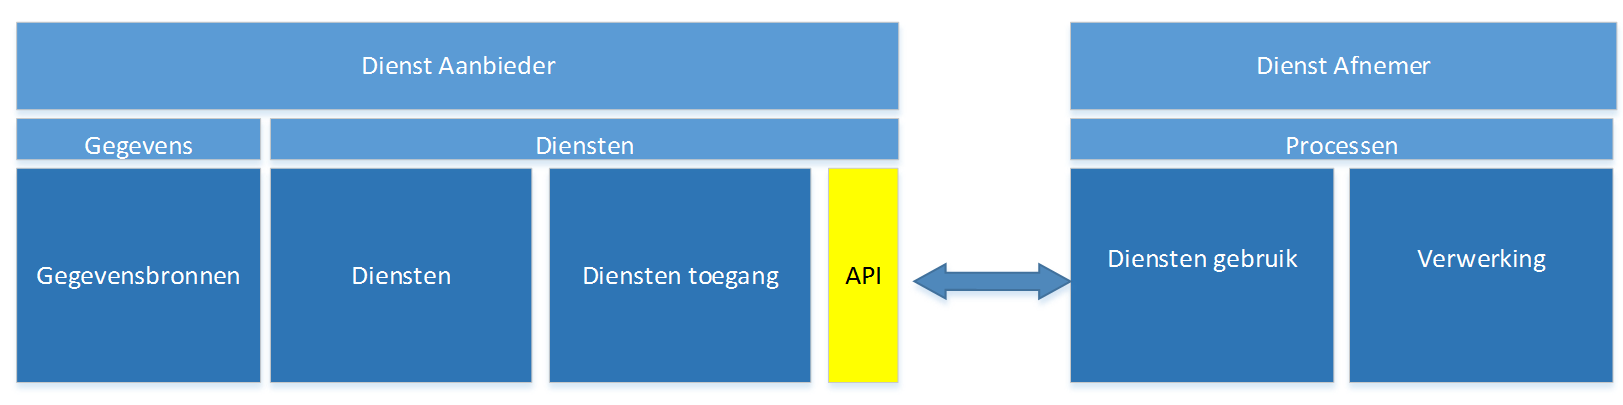 Dienst Aanbieder
Dienst Afnemer
Gegevens
Diensten
Processen
Gegevensbronnen
Diensten
Diensten toegang
API
Diensten gebruik
Verwerking